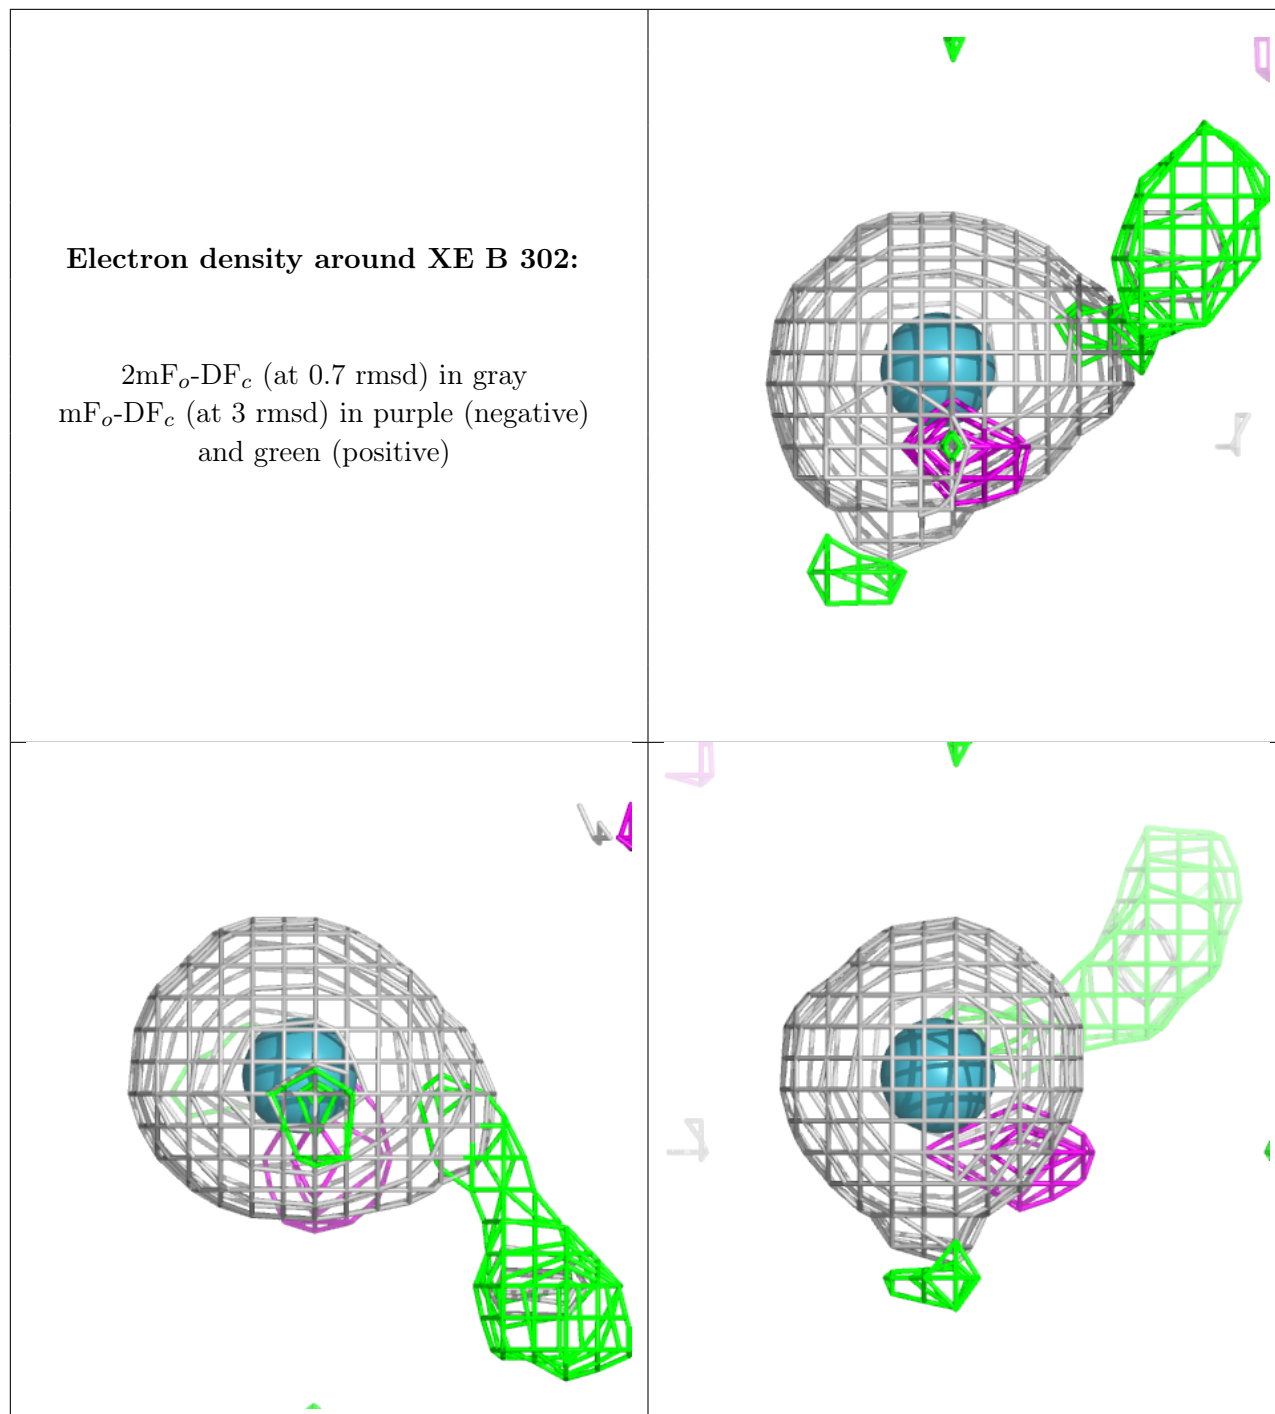 Electron density around XE B 302:
2mFₒ-DF𝑐 (at 0.7 rmsd) in gray
mFₒ-DF𝑐 (at 3 rmsd) in purple (negative)
and green (positive)